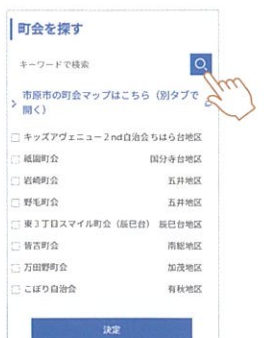 町会を探す
キーワードで検索
市原市の町会マップはこちら（別タブで
開く）
キッズアヴェニュー2nd自治会 ちはら台地区
祗園町会 国分寺台地区
岩崎町会 五井地区
野毛町会 五井地区
東3丁目スマイル町会（辰巳台） 辰巳台地区
皆吉町会 南総地区
万田野町会 加茂地区
こぼり自治会 有秋地区
決定